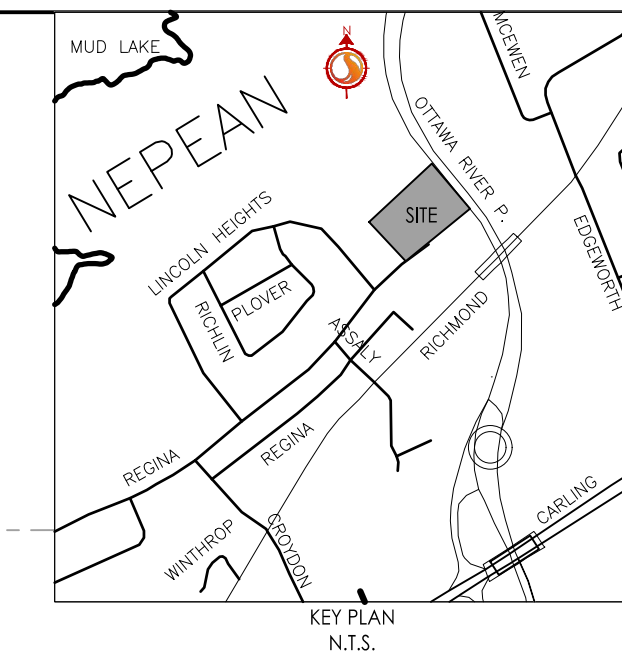 MUD LAKE
N
MCEWEN
NEPEAN
OTTAWA RIVER P.
SITE
LINCOLN HEIGHTS
EDGEWORTH
PLOVER
RICHLIN
ASSALY
RICHMOND
REGINA
REGINA
CARLING
WINTHROP
CROYDON
KEY PLAN
N.T.S.